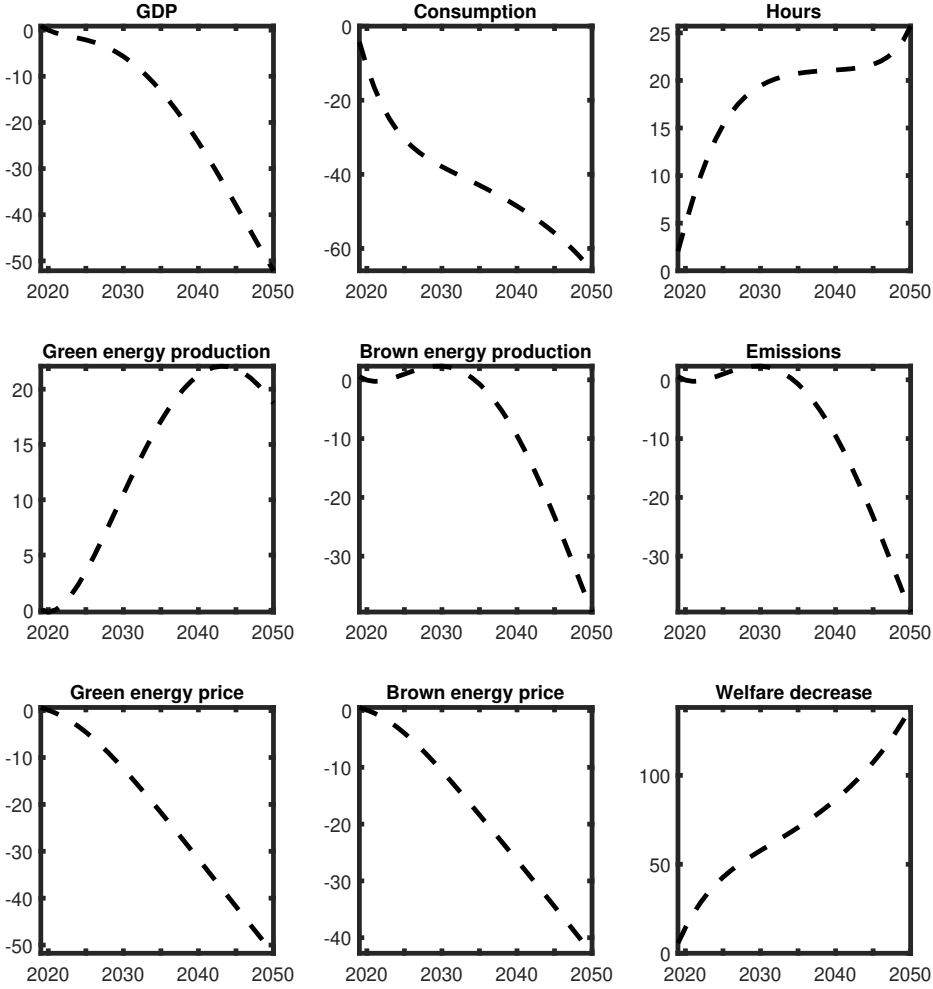 GDP Consumption Hours
0 0 25
-10 20
-20 -20 15
-30 -40 10
-40 5
-50 -60 0
2020 2030 2040 2050 2020 2030 2040 2050 2020 2030 2040 2050
Green energy production Brown energy production Emissions
20 0 0
15 -10 -10
10 -20 -20
5 -30 -30
0
2020 2030 2040 2050 2020 2030 2040 2050 2020 2030 2040 2050
Green energy price Brown energy price Welfare decrease
0 0
-10 -10 100
-20 -20
-30 50
-40 -30
-50 -40 0
2020 2030 2040 2050 2020 2030 2040 2050 2020 2030 2040 2050